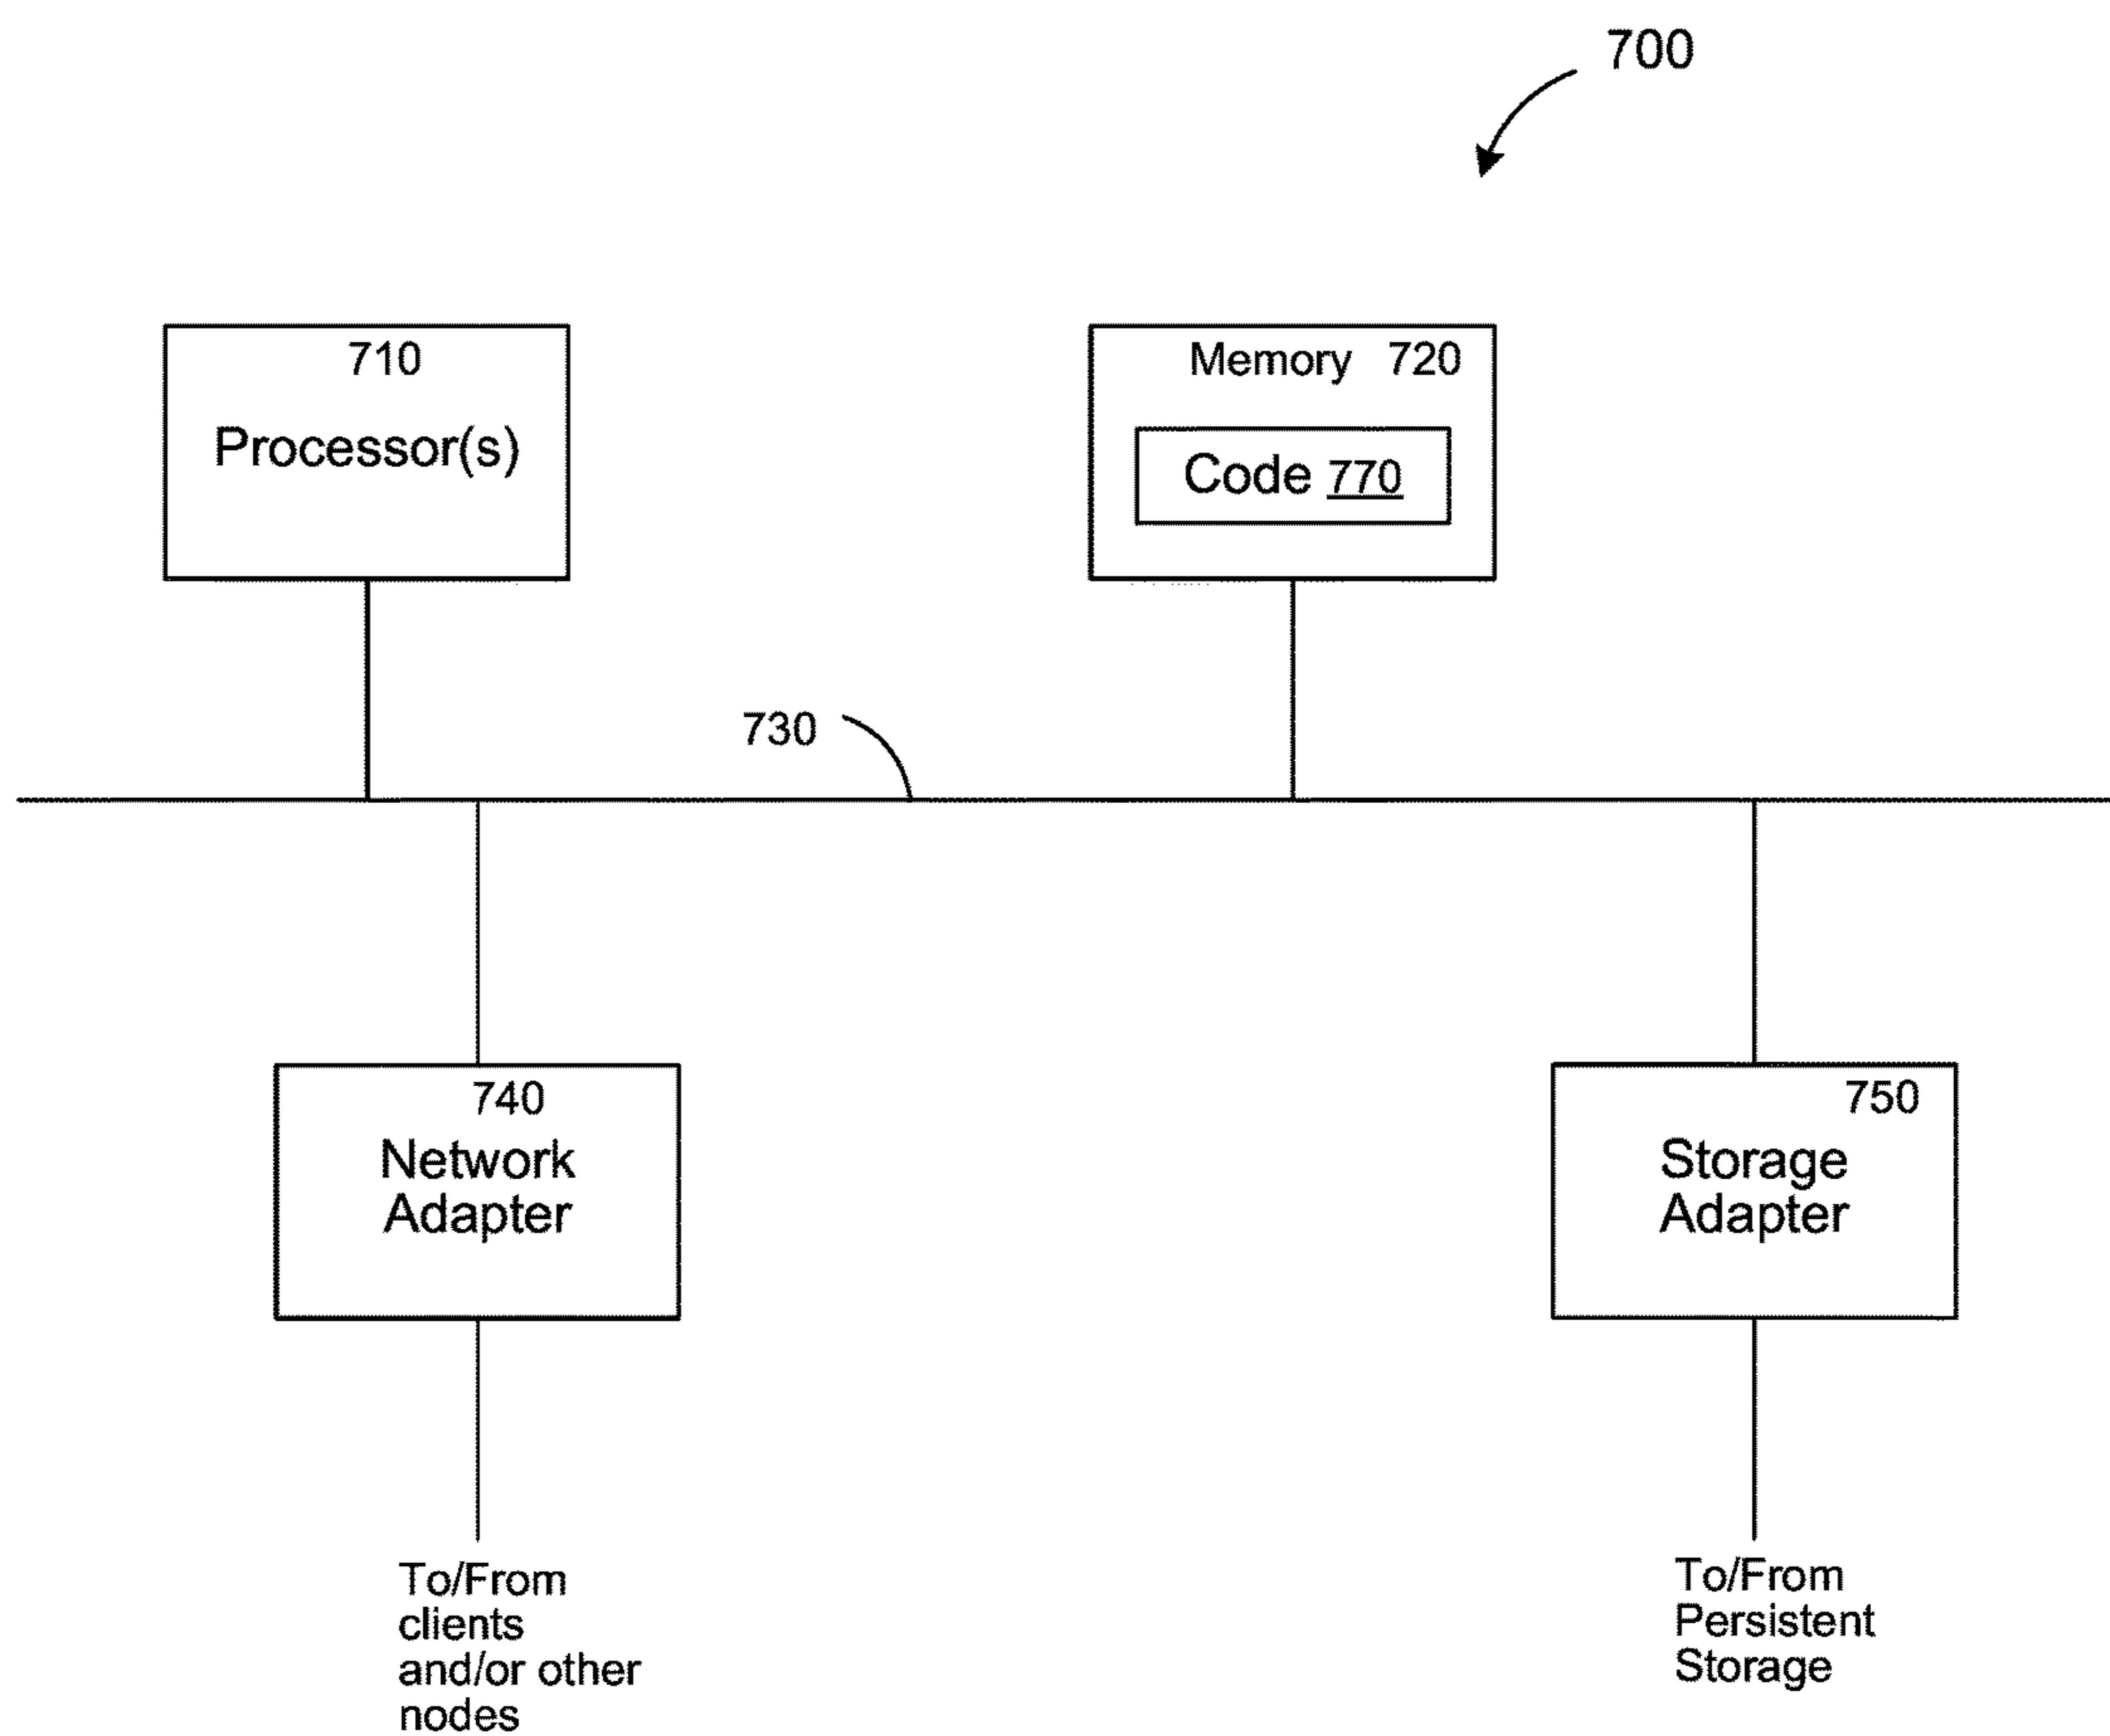 700
710
Processor(s)
Memory 720
Code 770
730
740
Network
Adapter
750
Storage
Adapter
To/From
clients
and/or other
nodes
To/From
Persistent
Storage